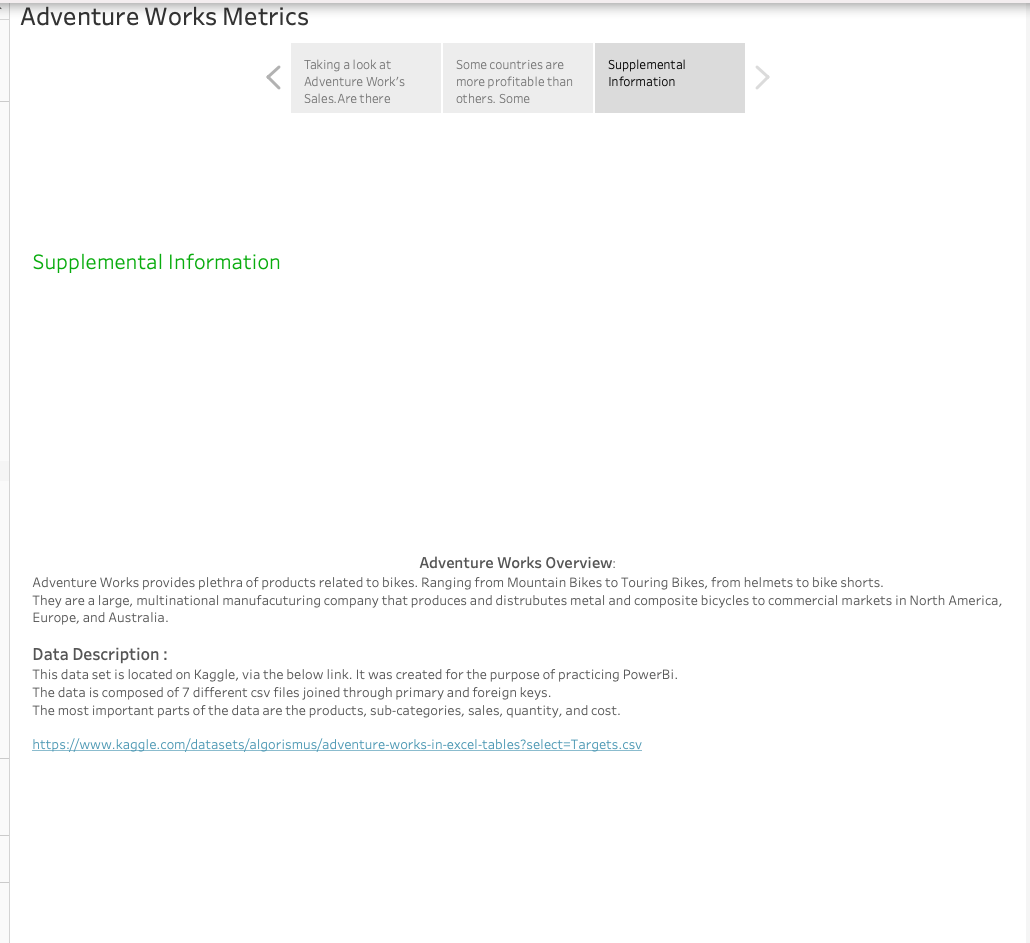 Adventure Works Metrics
Taking a look at
Adventure Work's
Sales.Are there
Some countries are
more profitable than
others. Some
Supplemental
Information
Supplemental Information
Adventure Works Overview:
Adventure Works provides plethra of products related to bikes. Ranging from Mountain Bikes to Touring Bikes, from helmets to bike shorts.
They are a large, multinational manufacuturing company that produces and distrubutes metal and composite bicycles to commercial markets in North America,
Europe, and Australia.
Data Description :
This data set is located on Kaggle, via the below link. It was created for the purpose of practicing PowerBi.
The data is composed of 7 different csv files joined through primary and foreign keys.
The most important parts of the data are the products, sub-categories, sales, quantity, and cost.
https://www.kaggle.com/datasets/algorismus/adventure-works-in-excel-tables?select=Targets.csv